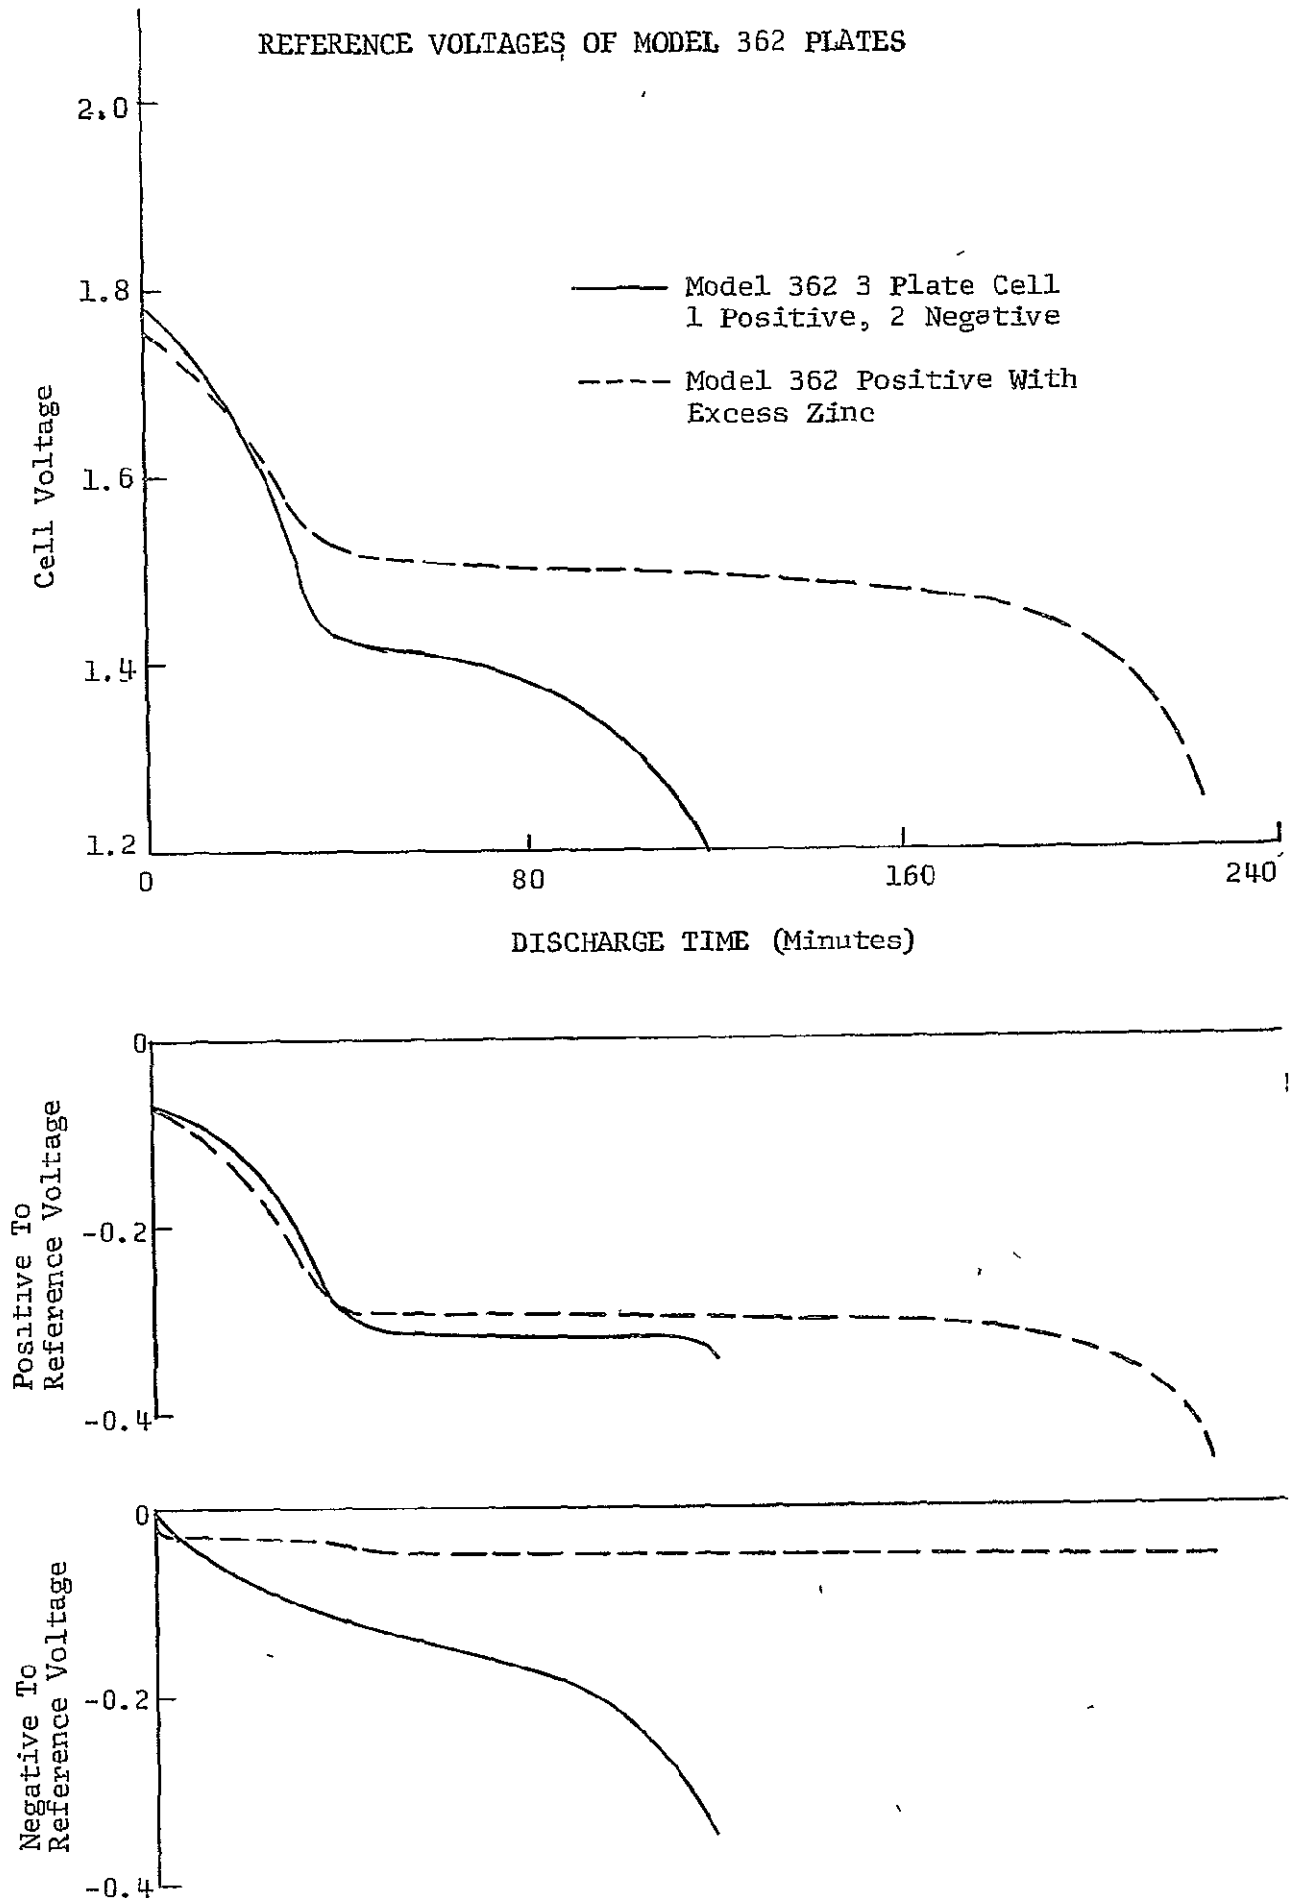 REFERENCE VOLTAGES OF MODEL 362 PLATES
2.0
1.8
1.6
1.4
1.2
Cell Voltage
Model 362 3 Plate Cell
1 Positive, 2 Negative
Model 362 Positive With
Excess Zinc
0
80
160
240
DISCHARGE TIME (Minutes)
0
-0.2
-0.4
Positive To
Reference Voltage
0
-0.2
-0.4
Negative To
Reference Voltage